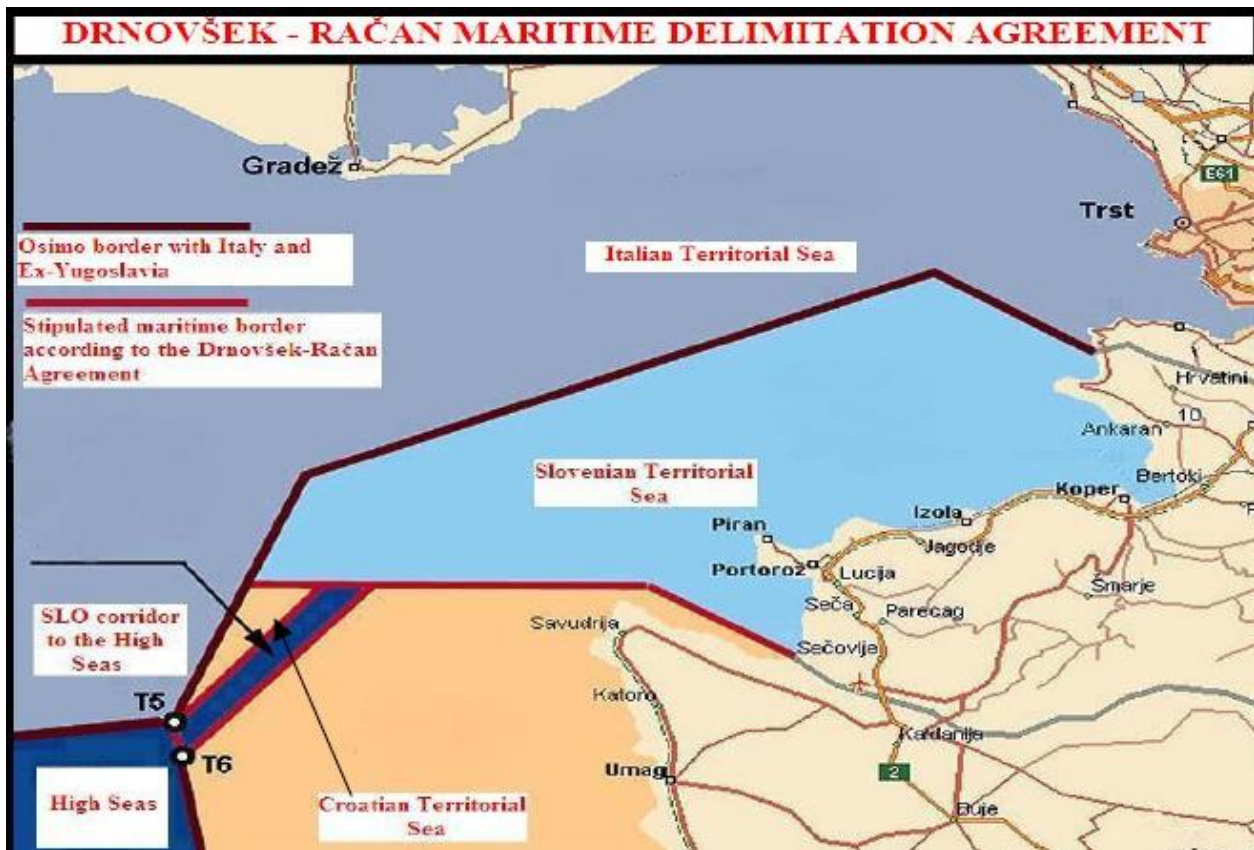 DRNOVŠEK - RAČAN MARITIME DELIMITATION AGREEMENT
Gradež
E61
Trst
Osimo border with Italy and
Ex-Yugoslavia
Italian Territorial Sea
Stipulated maritime border
according to the Drnovšek-Račan
Agreement
Hrvatini
10
Ankaran
Slovenian Territorial
Sea
Bertoki
Koper
Izola
Piran
Jagodje
Portorož
Lucija
Šmarje
SLO corridor
to the High
Seas
Seča
Parecag
Savudrija
Sečovlje
Katoro
T5
T6
Kaldanija
Umag
2
High Seas
Croatian Territorial
Sea
Buje